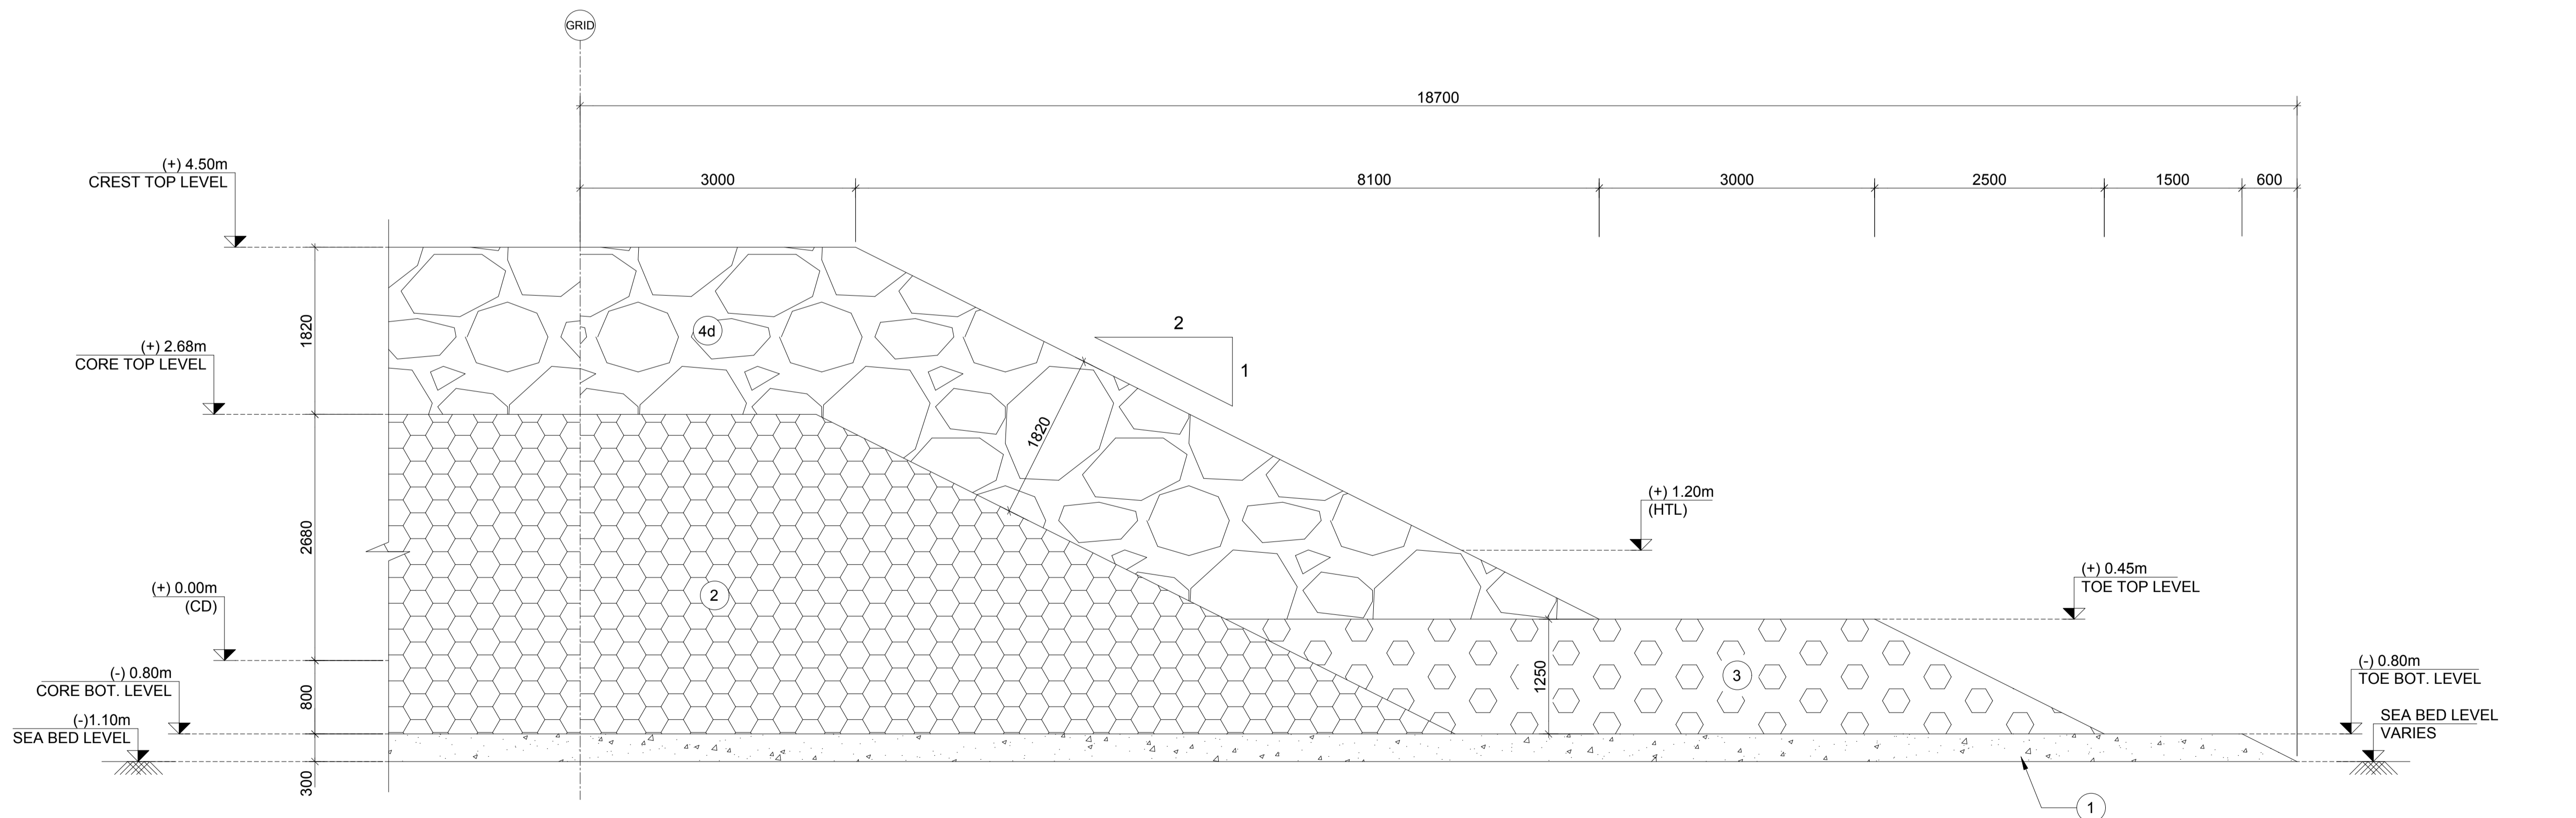 GRID
18700
3000
8100
3000
2500
1500
600
(+) 4.50m
CREST TOP LEVEL
1820
4d
2
1
(+) 2.68m
CORE TOP LEVEL
1820
(+) 1.20m
(HTL)
2680
(+) 0.45m
TOE TOP LEVEL
(+) 0.00m
(CD)
2
3
1250
(-) 0.80m
CORE BOT. LEVEL
800
(-) 0.80m
TOE BOT. LEVEL
(-)1.10m
SEA BED LEVEL
SEA BED LEVEL
VARIES
300
1